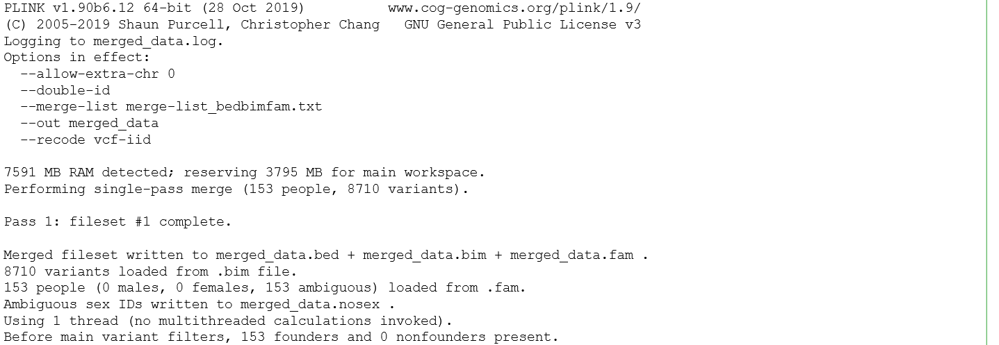 PLINK v1.90b6.12 64-bit (28 Oct 2019) www.cog-genomics.org/plink/1.9/
(C) 2005-2019 Shaun Purcell, Christopher Chang GNU General Public License v3
Logging to merged_data.log.
Options in effect:
--allow-extra-chr 0
--double-id
--merge-list merge-list_bedbimfam.txt
--out merged_data
--recode vcf-iid
7591 MB RAM detected; reserving 3795 MB for main workspace.
Performing single-pass merge (153 people, 8710 variants).
Pass 1: fileset #1 complete.
Merged fileset written to merged_data.bed + merged_data.bim + merged_data.fam .
8710 variants loaded from .bim file.
153 people (0 males, 0 females, 153 ambiguous) loaded from .fam.
Ambiguous sex IDs written to merged_data.nosex .
Using 1 thread (no multithreaded calculations invoked).
Before main variant filters, 153 founders and 0 nonfounders present.